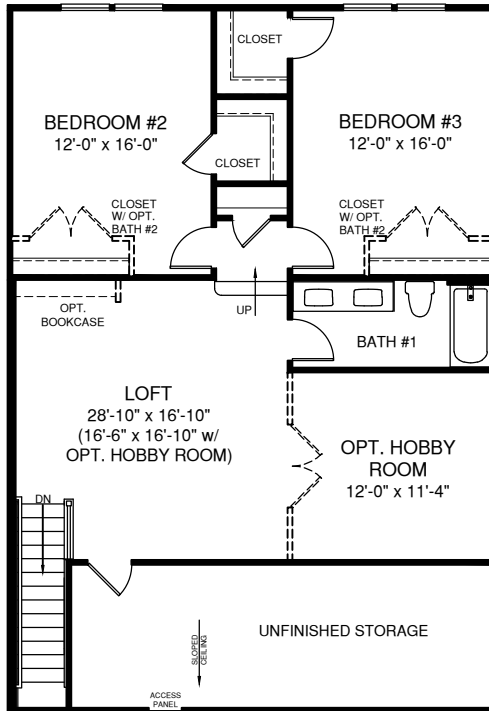 CLOSET
BEDROOM #2
12'-0" x 16'-0"
BEDROOM #3
12'-0" x 16'-0"
CLOSET
CLOSET
W/ OPT.
BATH #2
CLOSET
W/ OPT.
BATH #2
UP
OPT.
BOOKCASE
BATH #1
LOFT
28'-10" x 16'-10"
(16'-6" x 16'-10" w/
OPT. HOBBY ROOM)
OPT. HOBBY
ROOM
12'-0" x 11'-4"
DN
UNFINISHED STORAGE
SLOPED
CEILING
ACCESS
PANEL